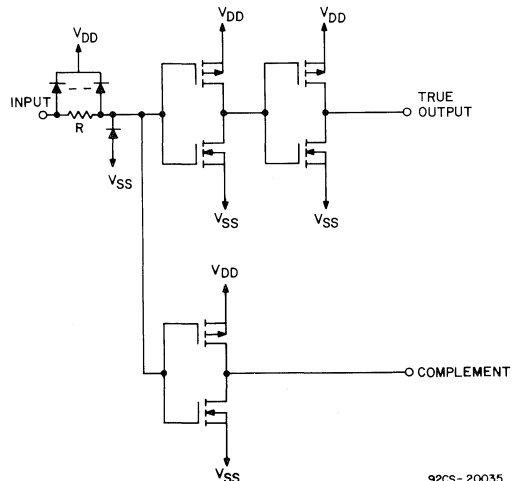 VDD
INPUT
R
VSS
VDD
VDD
TRUE
OUTPUT
VSS
VSS
VDD
COMPLEMENT
VSS
92CS-20035